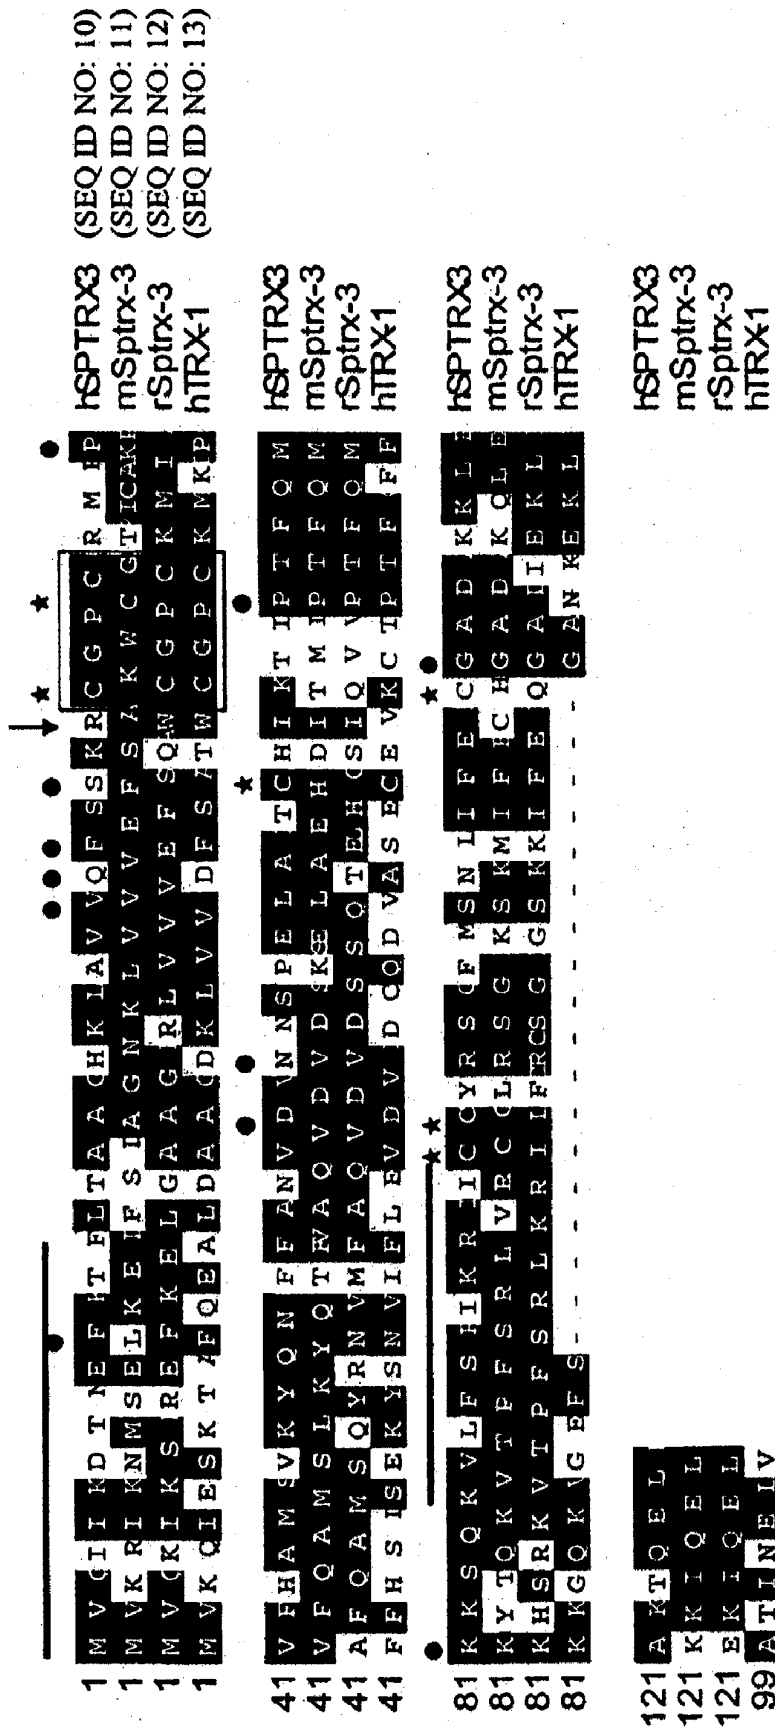 1 M V Q I I K D T N E F K T F L T A A G H K L A V V Q F S S K R C G P C R M I P hSPTRX3 (SEQ ID NO: 10)
1 M V K R I K N M S E L K E I F S D A G N K L V V V E F S A K W C G T I C A K I mSptrx-3 (SEQ ID NO: 11)
1 M V C K I K S R E F K E L G A A G R L V V V E F S Q W C G P C K M I rSptrx-3 (SEQ ID NO: 12)
1 M V K Q I E S K T A F Q E A L D A A G D K L V V D F S A T W C G P C K M K P hTRX-1 (SEQ ID NO: 13)
41 V F H A M S V K Y Q N F F A N V D V N N S P E L A T C H I K T I P T F Q M hSPTRX3
41 V F Q A M S L K Y Q T V A Q V D V D S K E L A E H D I T M I P T F Q M mSptrx-3
41 A F Q A M S Q Y R N V M F A Q V D V D S S Q T E H C S I Q V V P T F Q M rSptrx-3
41 F F H S I S E K Y S N V I F L E V D V D C Q D V A S E C E V K C T P T F F F hTRX-1
81 K K S Q K V L F S R I K R I I C C Y R S G F M S N L I F E C G A D K K L E hSPTRX3
81 K Y T Q K V T P F S R L V R C L R S G K S K M I F E C H G A D K Q L E mSptrx-3
81 K H S R K V T P F S R L K R I L F R C S G G S K K I F E Q G A I I E K L rSptrx-3
81 K K G Q K V G E F S - - - - - - - - - - - - - - - - - - - - - - G A N K E K L hTRX-1
121 A K T Q E L hSPTRX3
121 K K I Q E L mSptrx-3
121 E K I Q E L rSptrx-3
99 A T I N E L V hTRX-1